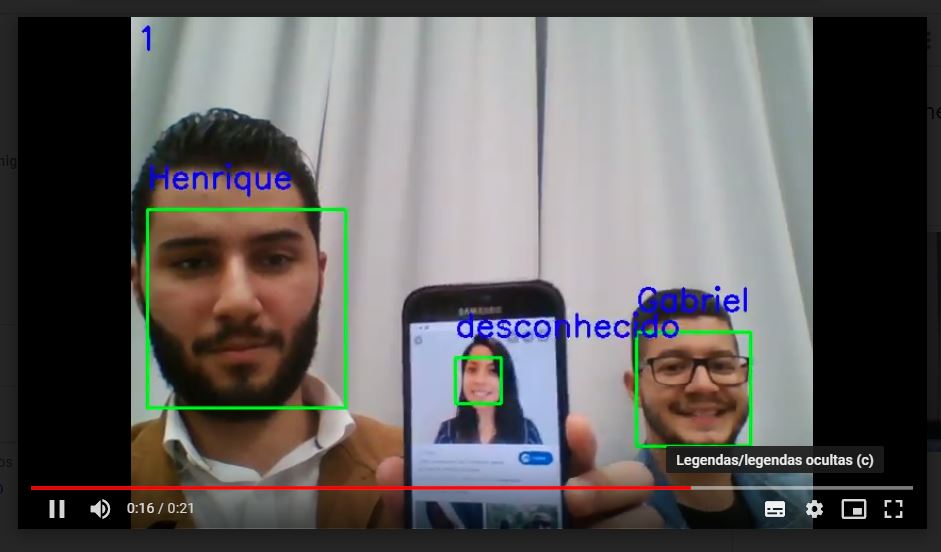 1
Henrique
Gabriel
SAMSUNG
desconhecido
Legendas/legendas ocultas (c)
0:16 / 0:21